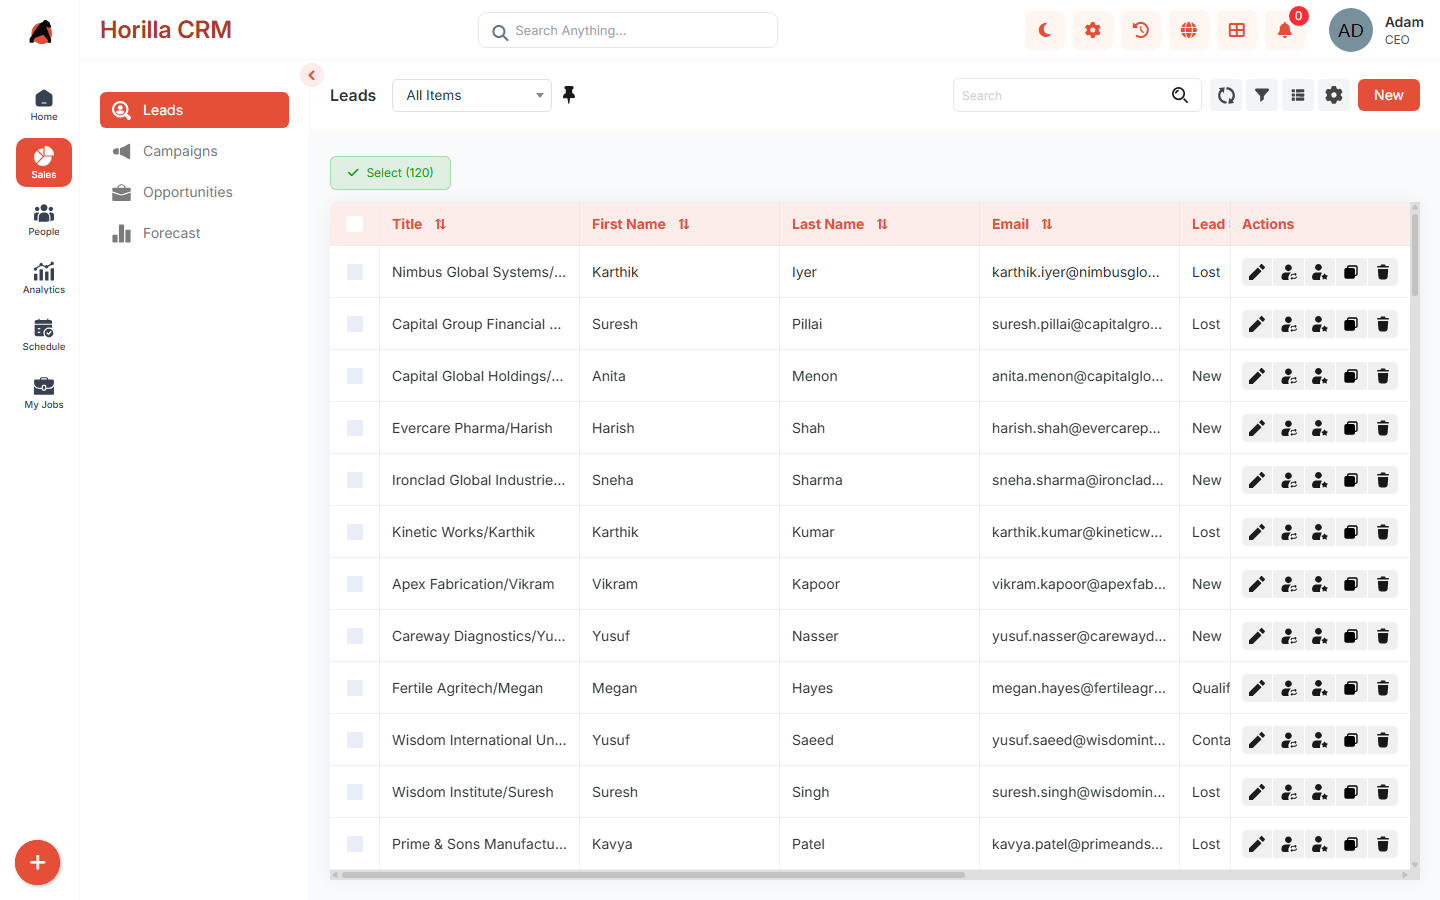 Horilla CRM
Search Anything...
0
AD
Adam
CEO
Home
Sales
People
Analytics
Schedule
My Jobs
Leads
Campaigns
Opportunities
Forecast
Leads
All Items
Search
New
Select (120)
Title First Name Last Name Email Lead Actions
Nimbus Global Systems/... Karthik Iyer karthik.iyer@nimbusglo... Lost
Capital Group Financial ... Suresh Pillai suresh.pillai@capitalgro... Lost
Capital Global Holdings/... Anita Menon anita.menon@capitalglo... New
Evercare Pharma/Harish Harish Shah harish.shah@evercarep... New
Ironclad Global Industrie... Sneha Sharma sneha.sharma@ironclad... New
Kinetic Works/Karthik Karthik Kumar karthik.kumar@kineticw... Lost
Apex Fabrication/Vikram Vikram Kapoor vikram.kapoor@apexfab... New
Careway Diagnostics/Yu... Yusuf Nasser yusuf.nasser@carewayd... New
Fertile Agritech/Megan Megan Hayes megan.hayes@fertileagr... Qualif
Wisdom International Un... Yusuf Saeed yusuf.saeed@wisdomint... Conta
Wisdom Institute/Suresh Suresh Singh suresh.singh@wisdomin... Lost
Prime & Sons Manufactu... Kavya Patel kavya.patel@primeands... Lost